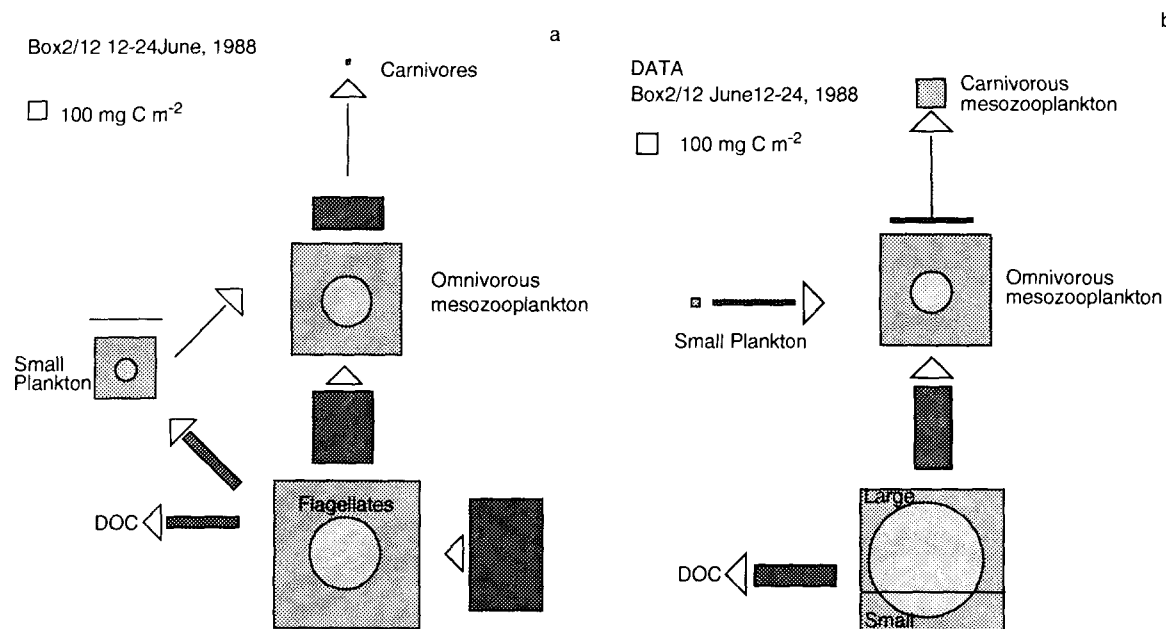 a
Box2/12 12-24June, 1988
100 mg C m-2
Carnivores
Omnivorous
mesozooplankton
Small
Plankton
Flagellates
DOC
b
DATA
Box2/12 June12-24, 1988
100 mg C m-2
Carnivorous
mesozooplankton
Omnivorous
mesozooplankton
Small Plankton
Large
DOC
Small